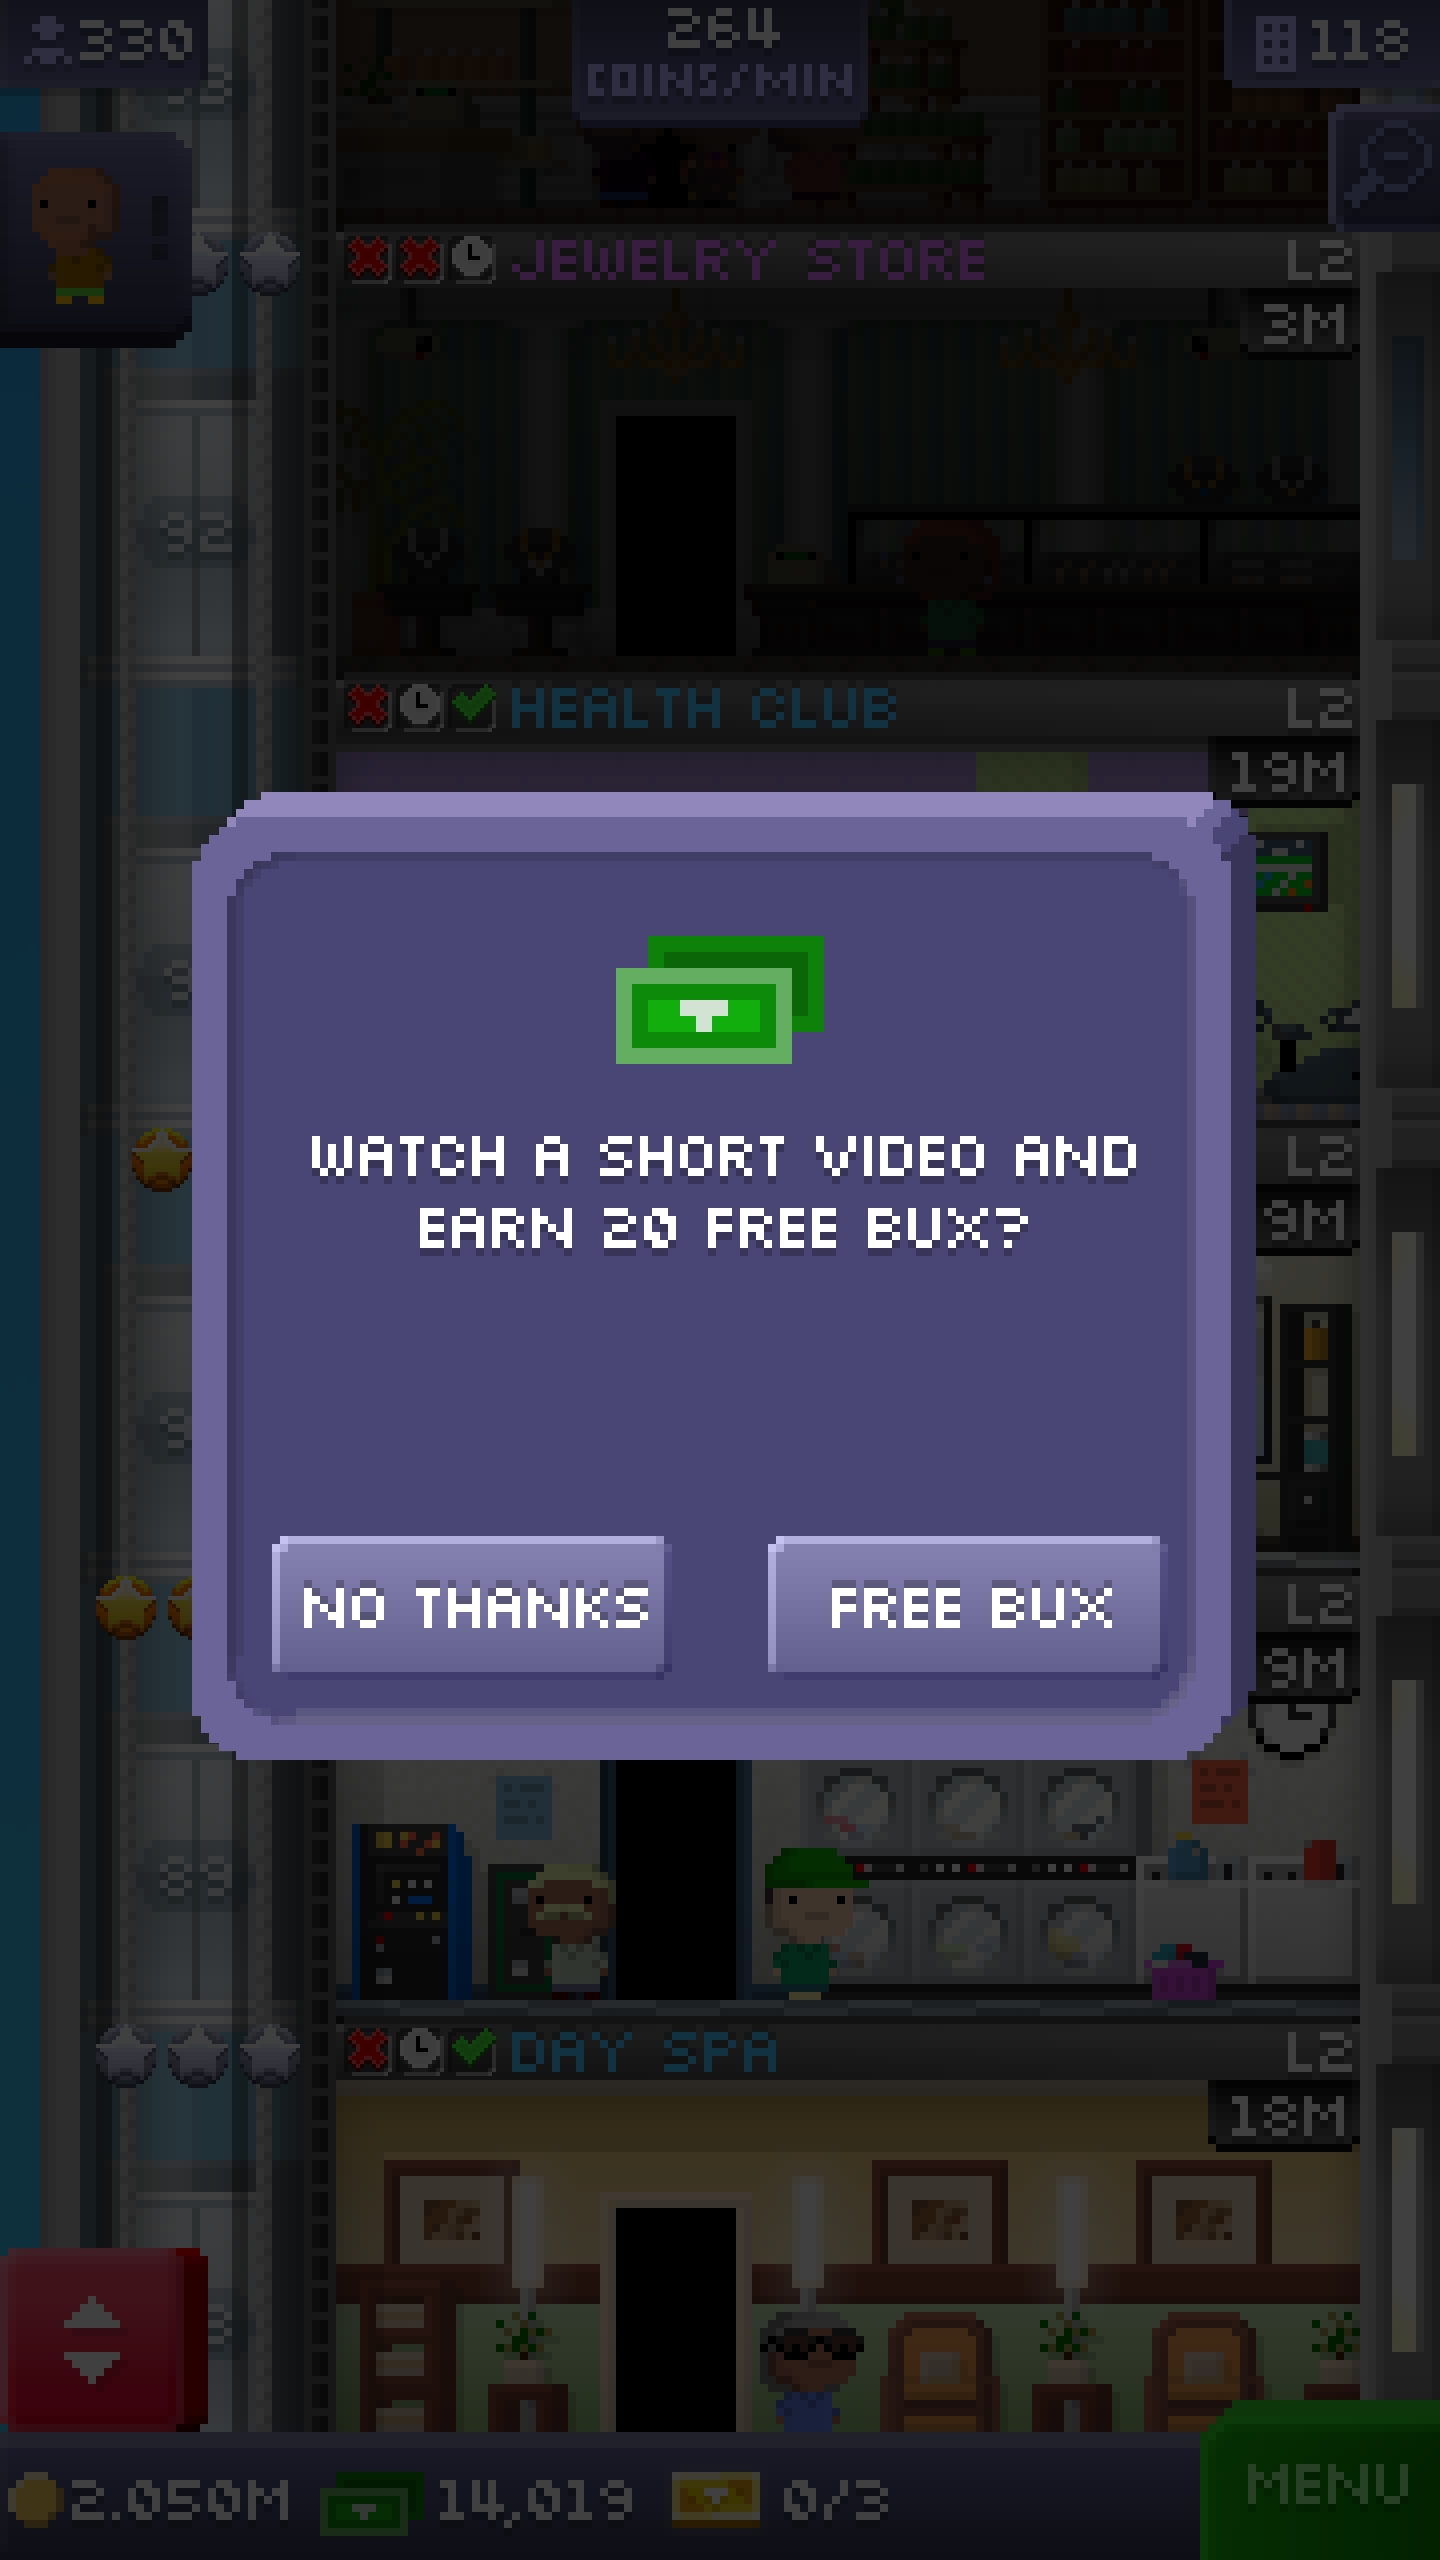 330
264
COINS/MIN
118
JEWELRY STORE
L2
3M
32
HEALTH CLUB
L2
19M
WATCH A SHORT VIDEO AND
EARN 20 FREE BUX?
L2
9M
NO THANKS
FREE BUX
L2
9M
DAY SPA
L2
18M
2.050M
14,019
0/3
MENU